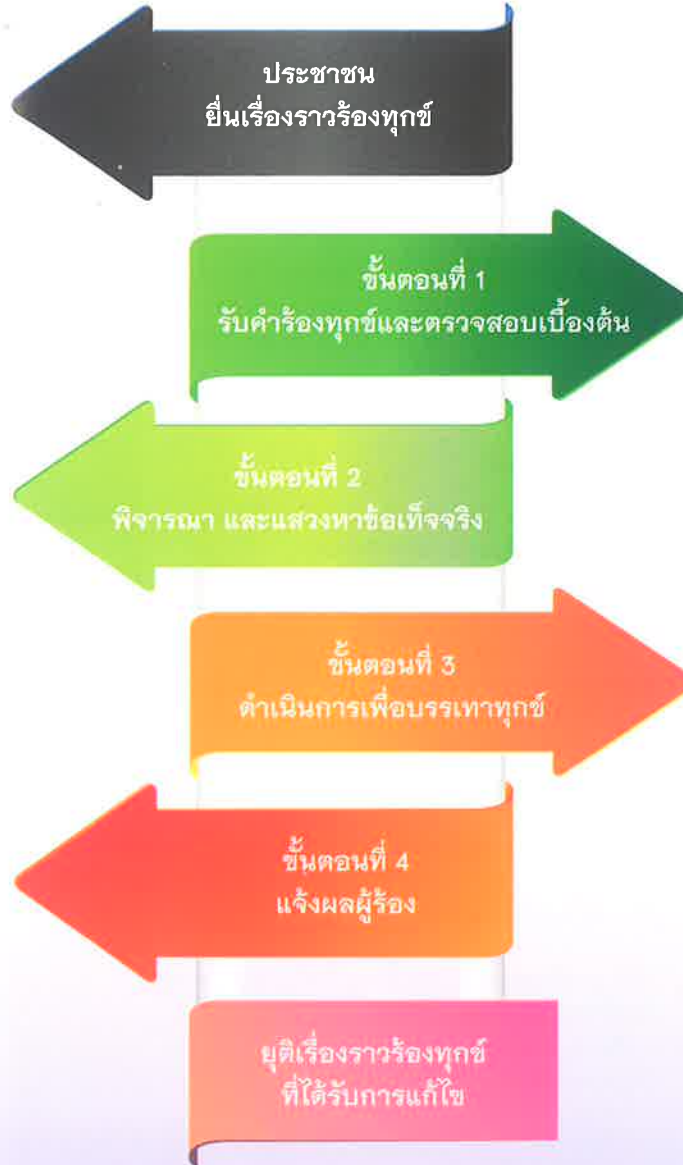 ประชาชน
ยื่นเรื่องราวร้องทุกข์
ขั้นตอนที่ 1
รับคำร้องทุกข์และตรวจสอบเบื้องต้น
ขั้นตอนที่ 2
พิจารณา และแสวงหาข้อเท็จจริง
ขั้นตอนที่ 3
ดำเนินการเพื่อบรรเทาทุกข์
ขั้นตอนที่ 4
แจ้งผลผู้ร้อง
ยุติเรื่องราวร้องทุกข์
ที่ได้รับการแก้ไข